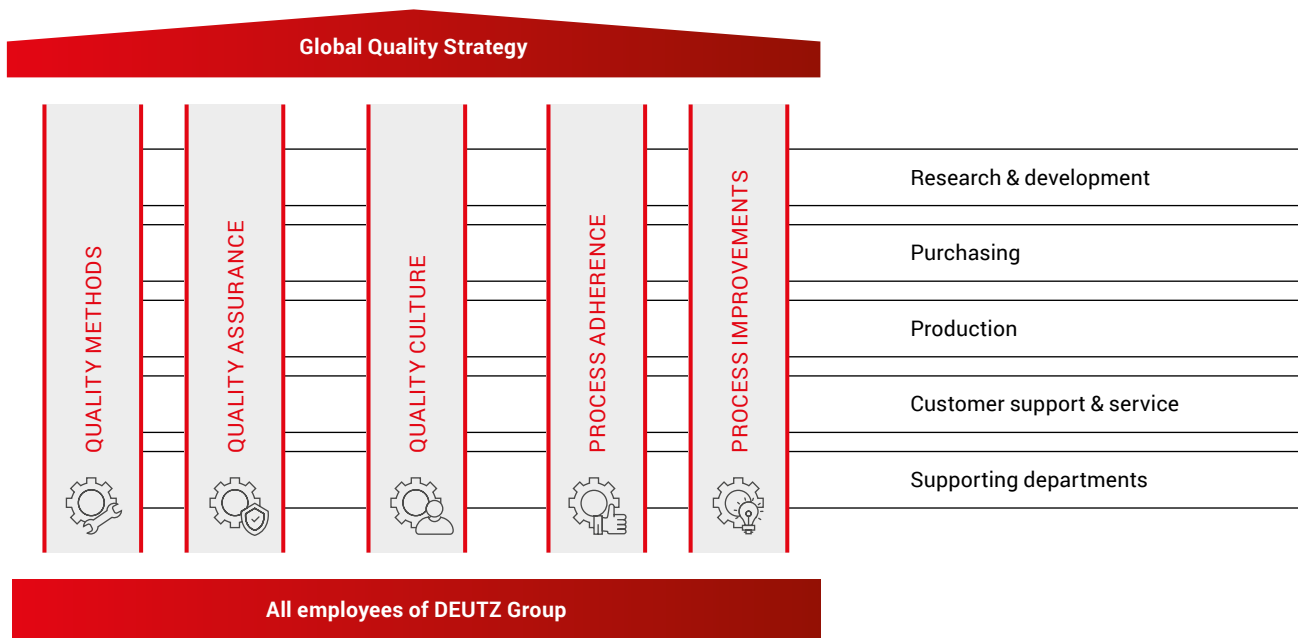 Global Quality Strategy
QUALITY METHODS
QUALITY ASSURANCE
QUALITY CULTURE
PROCESS ADHERENCE
PROCESS IMPROVEMENTS
Research & development
Purchasing
Production
Customer support & service
Supporting departments
All employees of DEUTZ Group